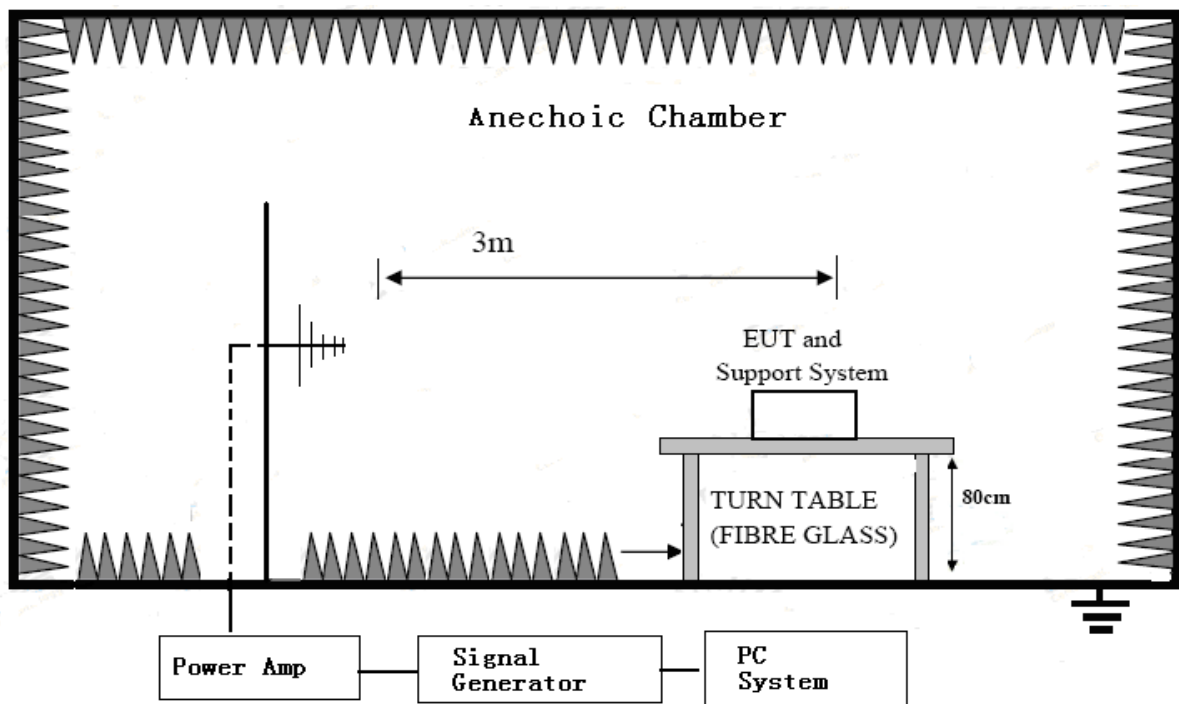 Anechoic Chamber
3m
EUT and
Support System
TURN TABLE
(FIBRE GLASS)
80cm
Power Amp
Signal
Generator
PC
System